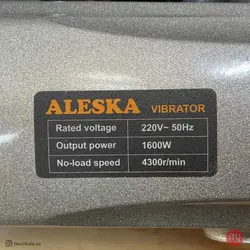 ALESKA VIBRATOR
Rated voltage 220V~ 50Hz
Output power 1600W
No-load speed 4300r/min